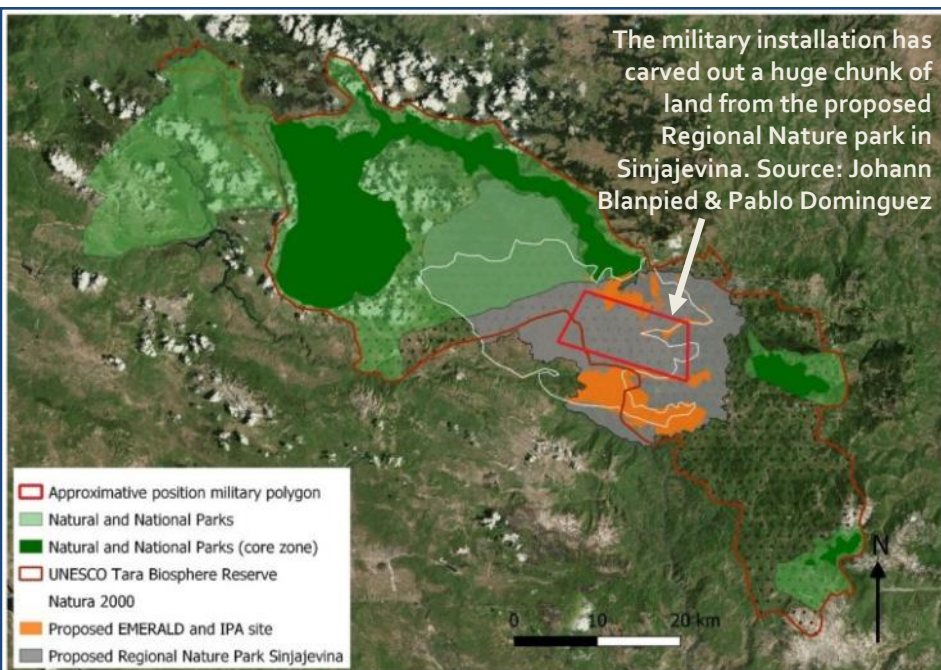 The military installation has
carved out a huge chunk of
land from the proposed
Regional Nature park in
Sinjajevina. Source: Johann
Blanpied & Pablo Dominguez
Approximative position military polygon
Natural and National Parks
Natural and National Parks (core zone)
UNESCO Tara Biosphere Reserve
Natura 2000
Proposed EMERALD and IPA site
Proposed Regional Nature Park Sinjajevina
N
0 10 20 km